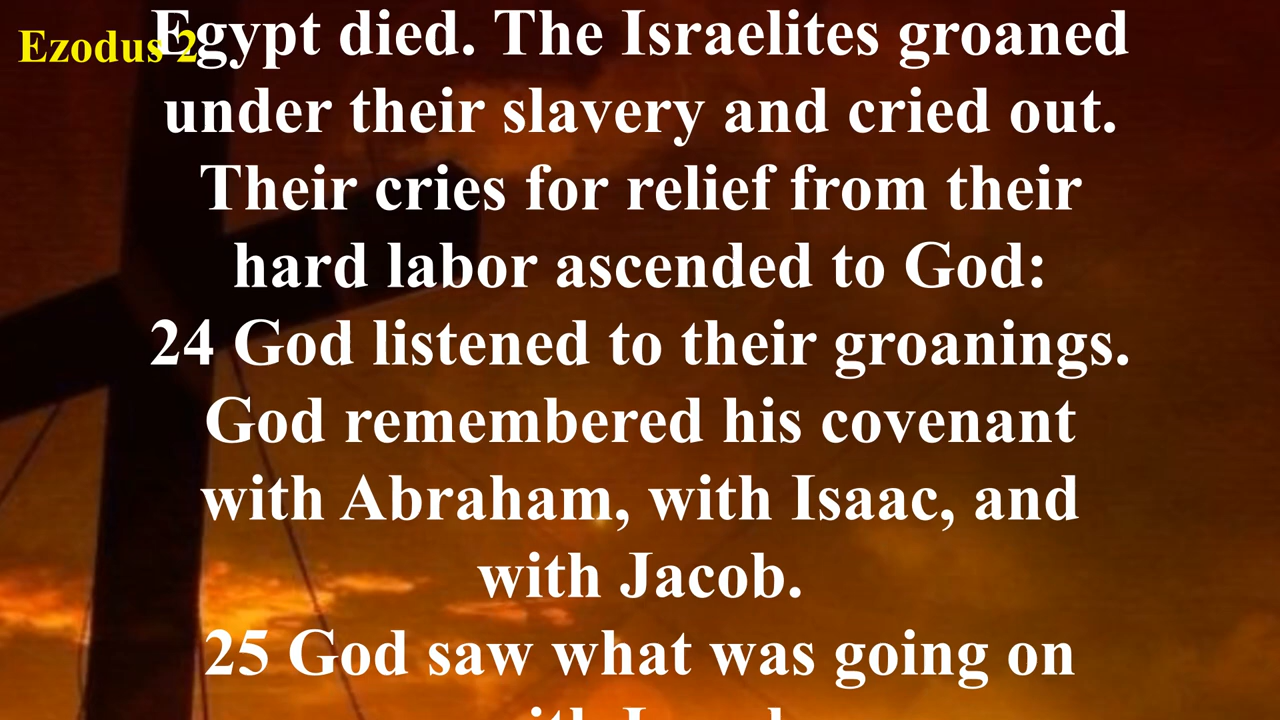 Ezodus 2
Egypt died. The Israelites groaned
under their slavery and cried out.
Their cries for relief from their
hard labor ascended to God:
24 God listened to their groanings.
God remembered his covenant
with Abraham, with Isaac, and
with Jacob.
25 God saw what was going on